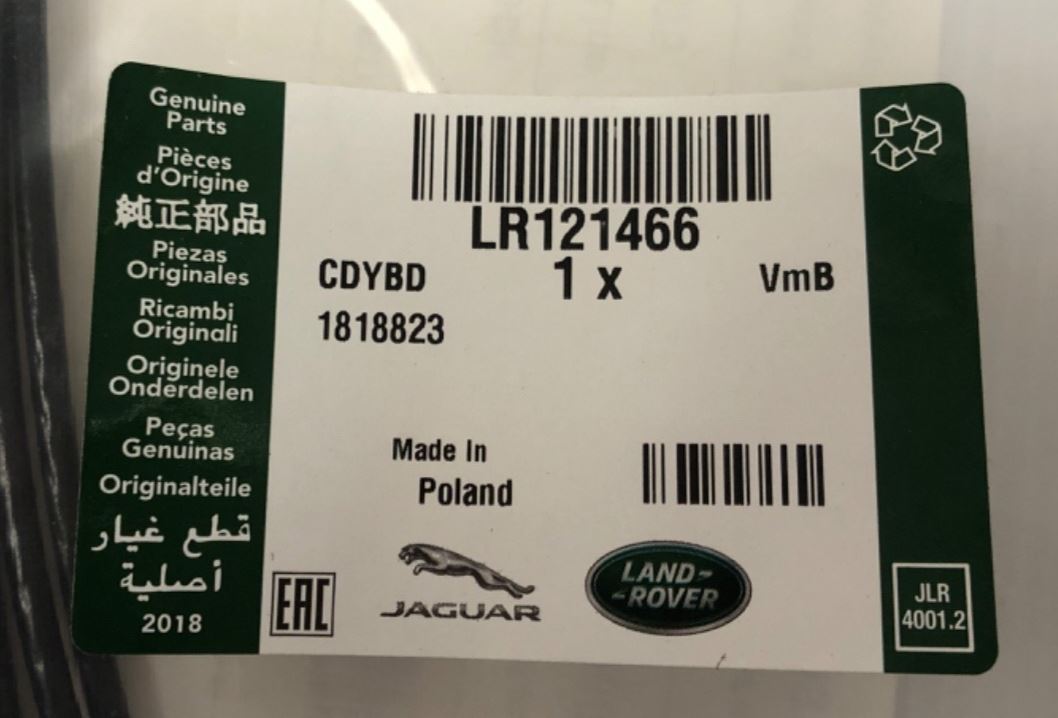 Genuine
Parts
Pièces
d'Origine
純正部品
Piezas
Originales
Ricambi
Originali
Originele
Onderdelen
Peças
Genuinas
Originalteile
قطع غيار
أصلية
2018
LR121466
CDYBD 1 x VmB
1818823
Made In
Poland
EAC
JAGUAR
LAND-
-ROVER
JLR
4001.2